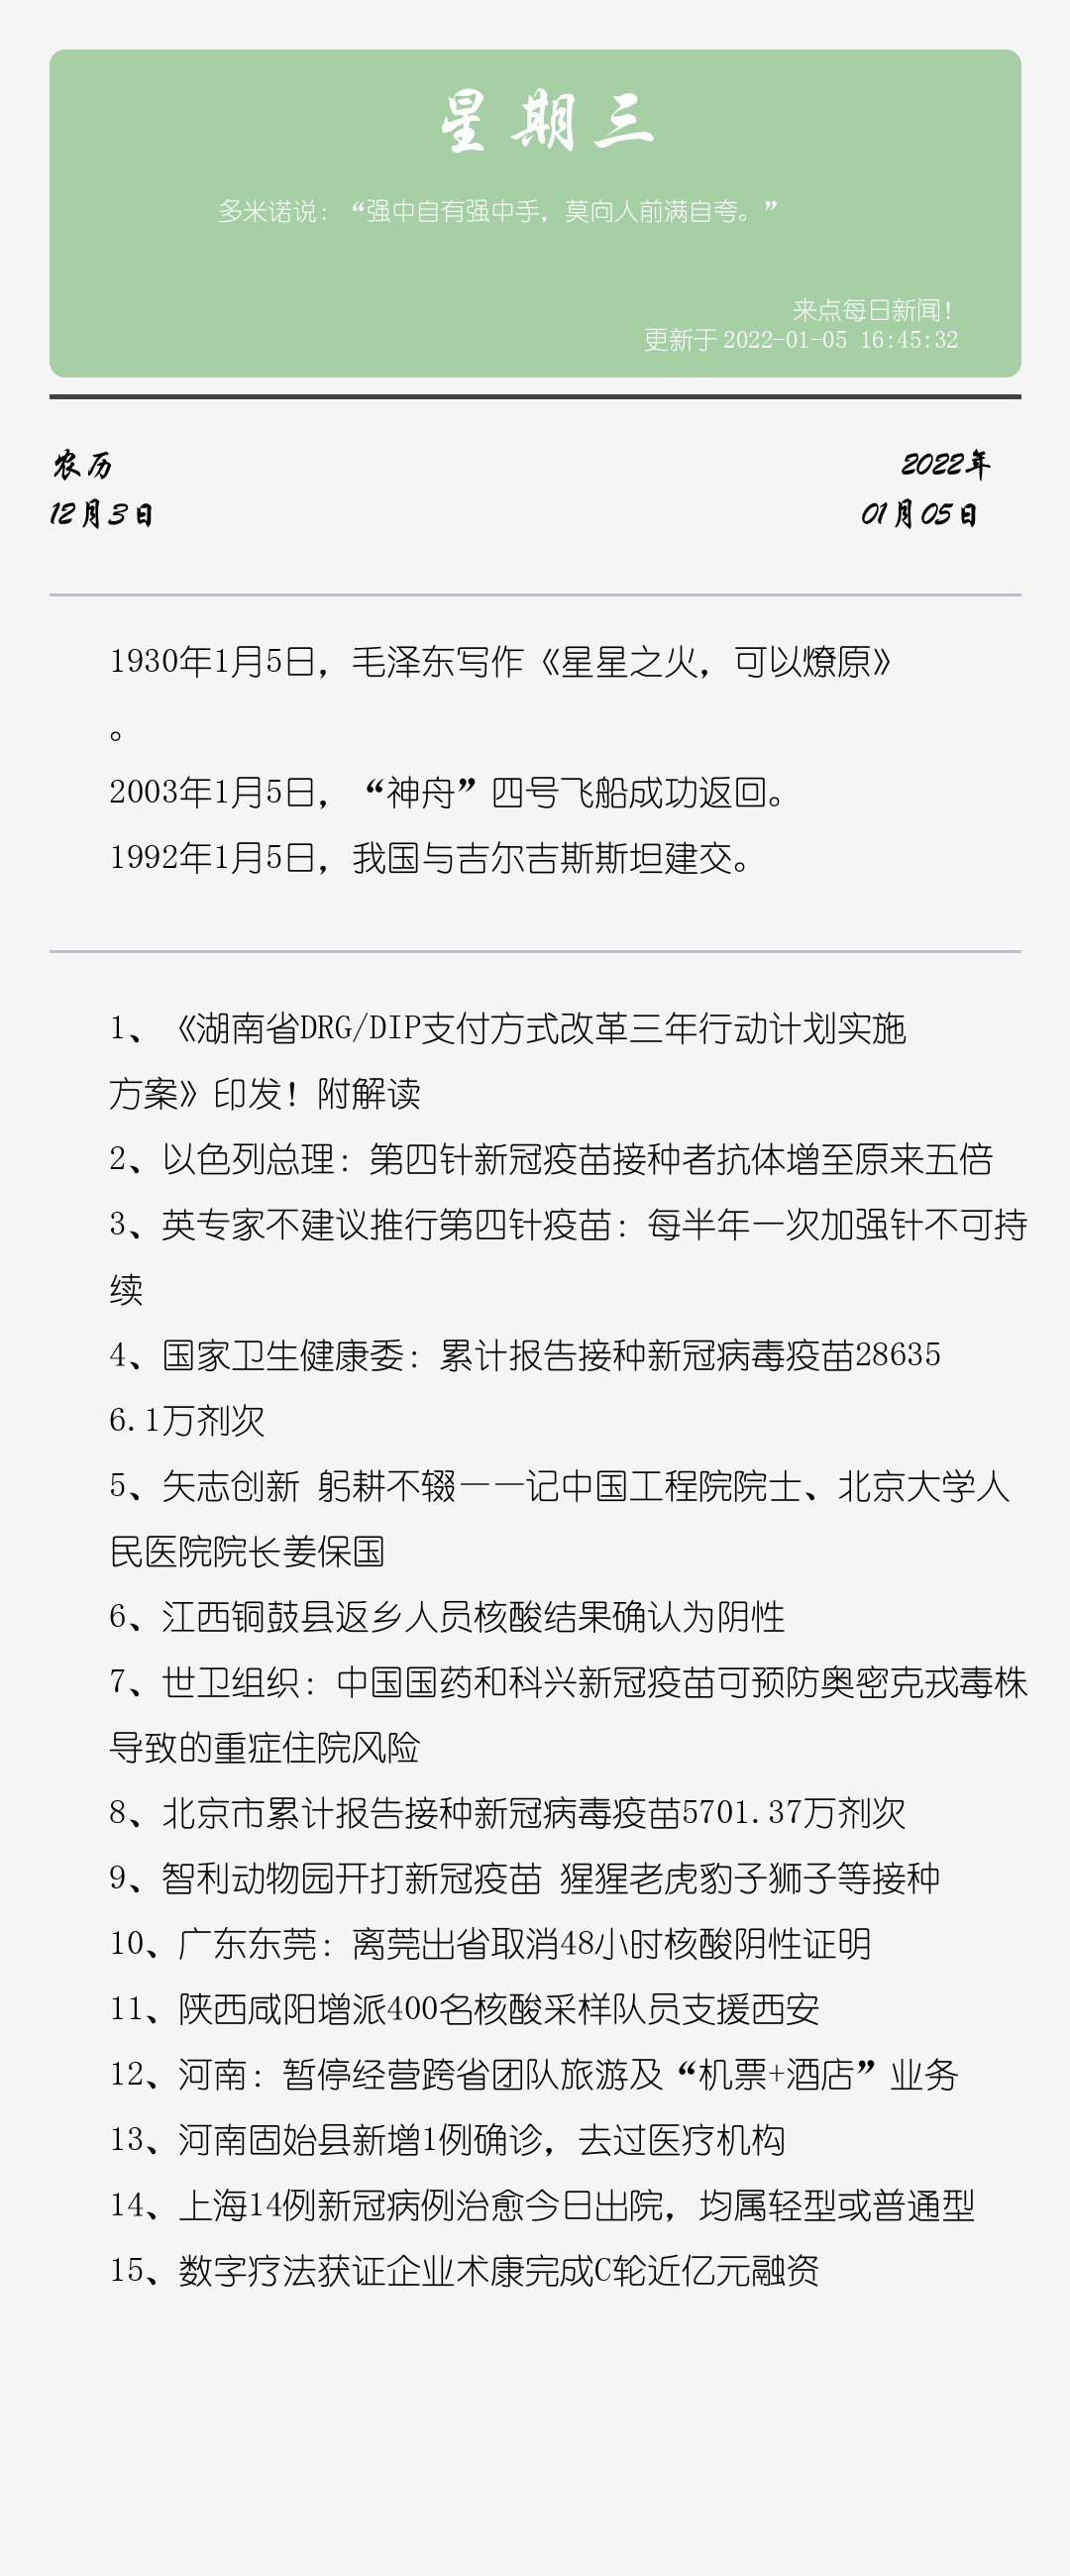 星期三
多米诺说：“强中自有强中手，莫向人前满自夸。”
来点每日新闻！
更新于 2022-01-05 16:45:32
农历
2022年
12月3日
01月05日
1930年1月5日，毛泽东写作《星星之火，可以燎原》
。
2003年1月5日，“神舟”四号飞船成功返回。
1992年1月5日，我国与吉尔吉斯斯坦建交。
1、《湖南省DRG/DIP支付方式改革三年行动计划实施
方案》印发！附解读
2、以色列总理：第四针新冠疫苗接种者抗体增至原来五倍
3、英专家不建议推行第四针疫苗：每半年一次加强针不可持
续
4、国家卫生健康委：累计报告接种新冠病毒疫苗28635
6.1万剂次
5、矢志创新 躬耕不辍——记中国工程院院士、北京大学人
民医院院长姜保国
6、江西铜鼓县返乡人员核酸结果确认为阴性
7、世卫组织：中国国药和科兴新冠疫苗可预防奥密克戎毒株
导致的重症住院风险
8、北京市累计报告接种新冠病毒疫苗5701.37万剂次
9、智利动物园开打新冠疫苗 猩猩老虎豹子狮子等接种
10、广东东莞：离莞出省取消48小时核酸阴性证明
11、陕西咸阳增派400名核酸采样队员支援西安
12、河南：暂停经营跨省团队旅游及“机票+酒店”业务
13、河南固始县新增1例确诊，去过医疗机构
14、上海14例新冠病例治愈今日出院，均属轻型或普通型
15、数字疗法获证企业术康完成C轮近亿元融资